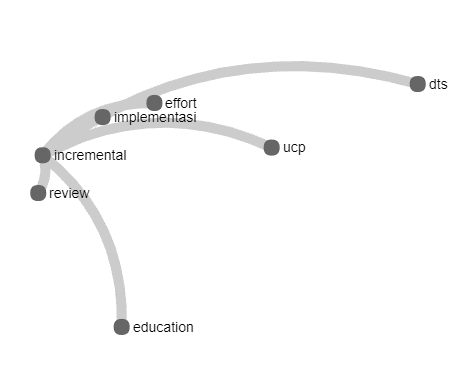 dts
effort
implementasi
ucp
incremental
review
education